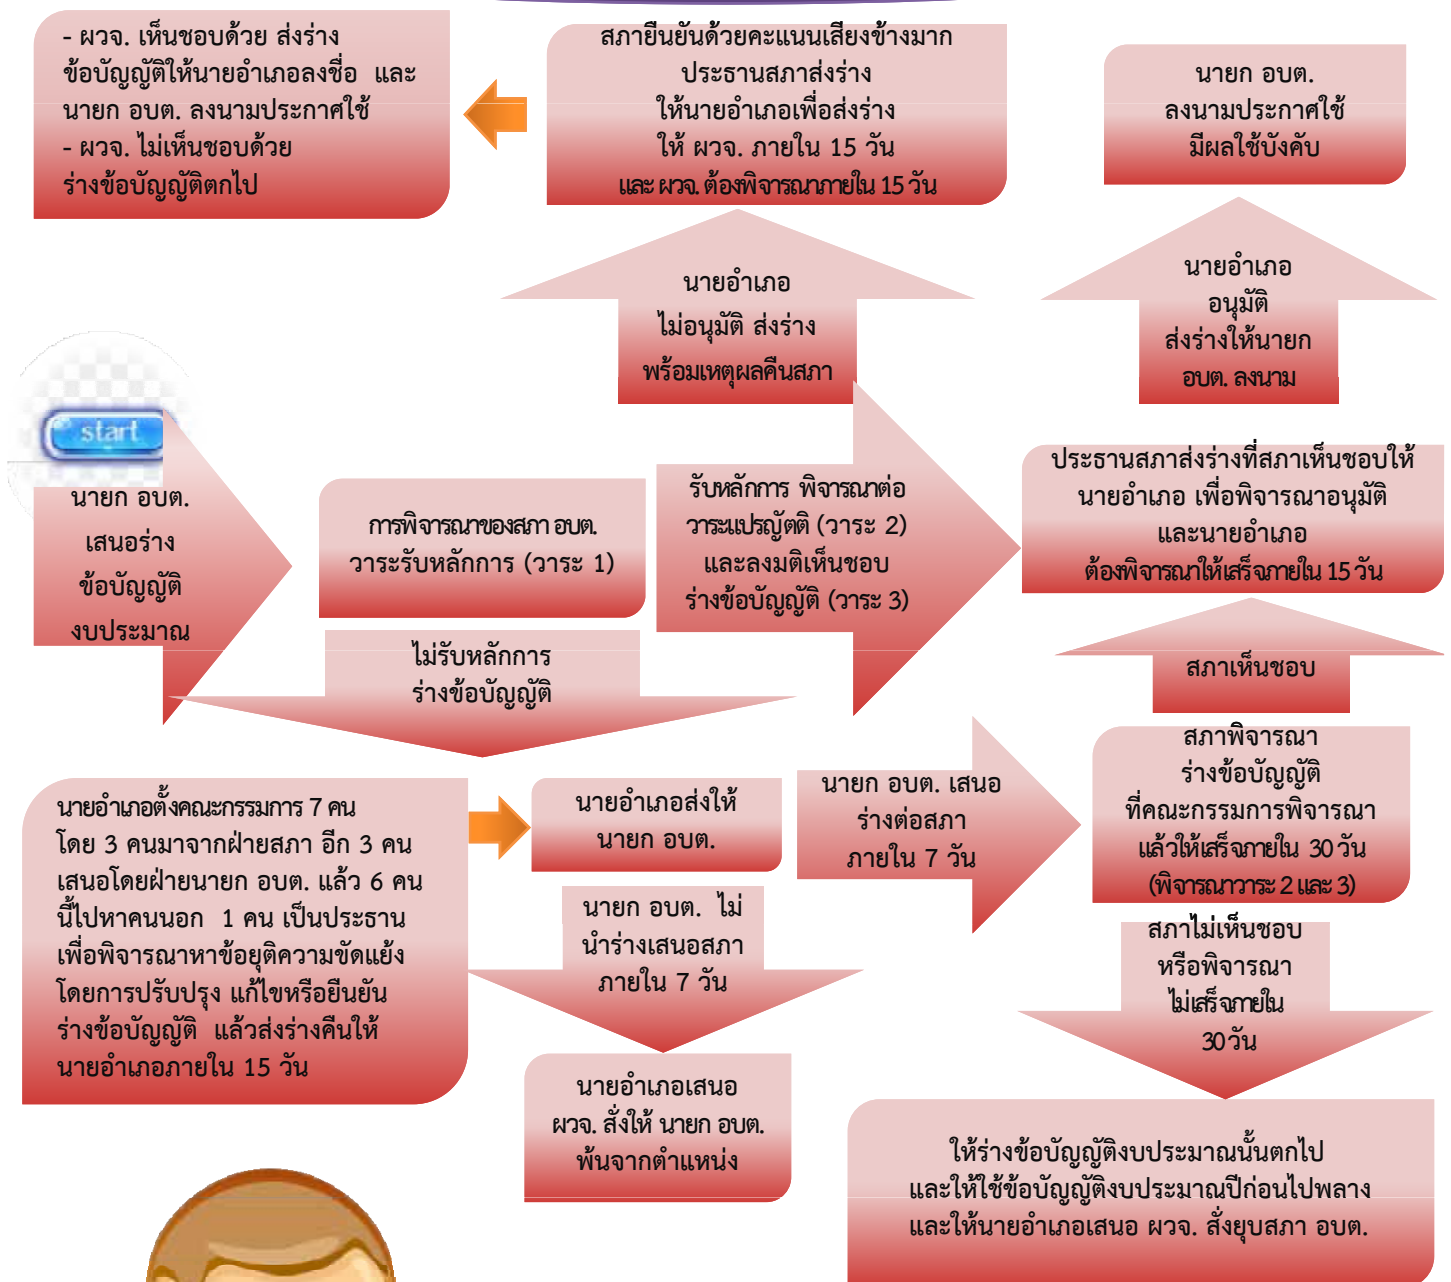 - ผวจ. เห็นชอบด้วย ส่งร่าง
ข้อบัญญัติให้นายอำเภอลงชื่อ และ
นายก อบต. ลงนามประกาศใช้
- ผวจ. ไม่เห็นชอบด้วย
ร่างข้อบัญญัติตกไป
สภายืนยันด้วยคะแนนเสียงข้างมาก
ประธานสภาส่งร่าง
ให้นายอำเภอเพื่อส่งร่าง
ให้ ผวจ. ภายใน 15 วัน
และ ผวจ. ต้องพิจารณาภายใน 15 วัน
นายก อบต.
ลงนามประกาศใช้
มีผลใช้บังคับ
นายอำเภอ
ไม่อนุมัติ ส่งร่าง
พร้อมเหตุผลคืนสภา
นายอำเภอ
อนุมัติ
ส่งร่างให้นายก
อบต. ลงนาม
start
นายก อบต.
เสนอร่าง
ข้อบัญญัติ
งบประมาณ
การพิจารณาของสภา อบต.
วาระรับหลักการ (วาระ 1)
รับหลักการ พิจารณาต่อ
วาระแปรญัตติ (วาระ 2)
และลงมติเห็นชอบ
ร่างข้อบัญญัติ (วาระ 3)
ประธานสภาส่งร่างที่สภาเห็นชอบให้
นายอำเภอ เพื่อพิจารณาอนุมัติ
และนายอำเภอ
ต้องพิจารณาให้เสร็จภายใน 15 วัน
ไม่รับหลักการ
ร่างข้อบัญญัติ
สภาเห็นชอบ
นายอำเภอตั้งคณะกรรมการ 7 คน
โดย 3 คนมาจากฝ่ายสภา อีก 3 คน
เสนอโดยฝ่ายนายก อบต. แล้ว 6 คน
นี้ไปหาคนนอก 1 คน เป็นประธาน
เพื่อพิจารณาหาข้อยุติความขัดแย้ง
โดยการปรับปรุง แก้ไขหรือยืนยัน
ร่างข้อบัญญัติ แล้วส่งร่างคืนให้
นายอำเภอภายใน 15 วัน
นายอำเภอส่งให้
นายก อบต.
นายก อบต. เสนอ
ร่างต่อสภา
ภายใน 7 วัน
สภาพิจารณา
ร่างข้อบัญญัติ
ที่คณะกรรมการพิจารณา
แล้วให้เสร็จภายใน 30 วัน
(พิจารณาวาระ 2 และ 3)
นายก อบต. ไม่
นำร่างเสนอสภา
ภายใน 7 วัน
สภาไม่เห็นชอบ
หรือพิจารณา
ไม่เสร็จภายใน
30 วัน
นายอำเภอเสนอ
ผวจ. สั่งให้ นายก อบต.
พ้นจากตำแหน่ง
ให้ร่างข้อบัญญัติงบประมาณนั้นตกไป
และให้ใช้ข้อบัญญัติงบประมาณปีก่อนไปพลาง
และให้นายอำเภอเสนอ ผวจ. สั่งยุบสภา อบต.